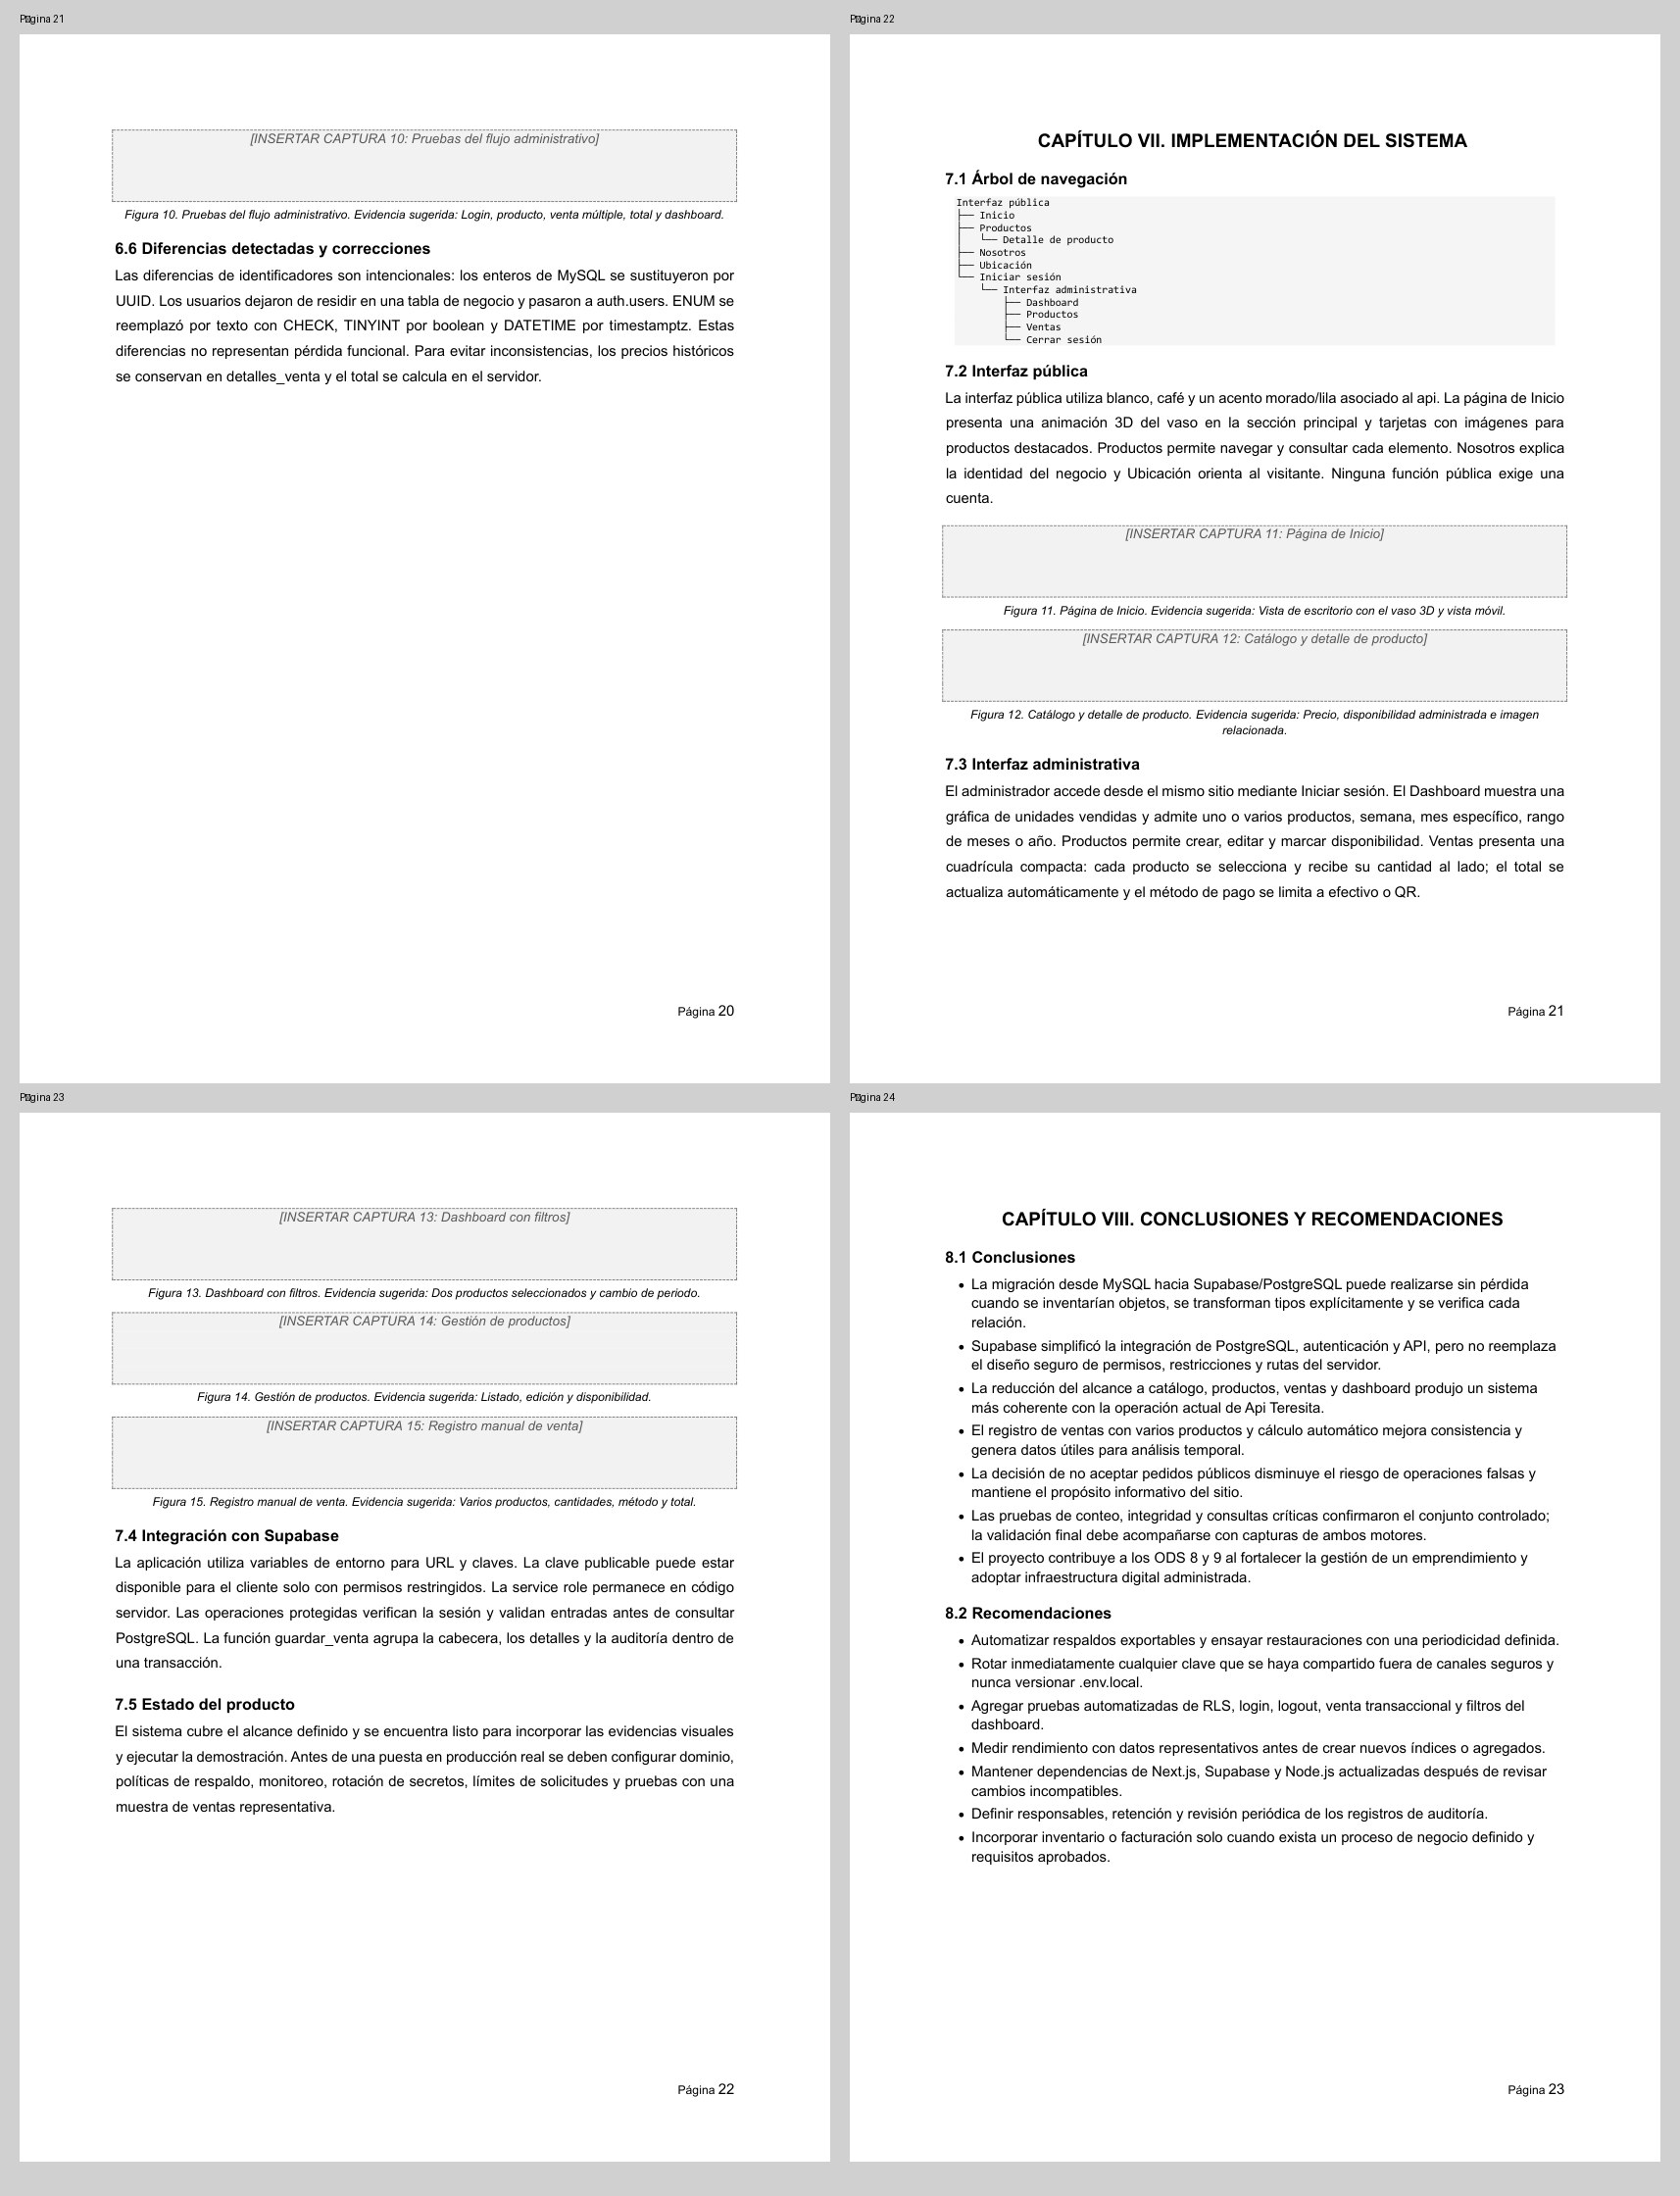 Página 21
[INSERTAR CAPTURA 10: Pruebas del flujo administrativo]
Figura 10. Pruebas del flujo administrativo. Evidencia sugerida: Login, producto, venta múltiple, total y dashboard.
6.6 Diferencias detectadas y correcciones
Las diferencias de identificadores son intencionales: los enteros de MySQL se sustituyeron por
UUID. Los usuarios dejaron de residir en una tabla de negocio y pasaron a auth.users. ENUM se
reemplazó por texto con CHECK, TINYINT por boolean y DATETIME por timestamptz. Estas
diferencias no representan pérdida funcional. Para evitar inconsistencias, los precios históricos
se conservan en detalles_venta y el total se calcula en el servidor.
Página 20
Página 22
CAPÍTULO VII. IMPLEMENTACIÓN DEL SISTEMA
7.1 Árbol de navegación
Interfaz pública
├── Inicio
├── Productos
│   └── Detalle de producto
├── Nosotros
├── Ubicación
└── Iniciar sesión
    └── Interfaz administrativa
        ├── Dashboard
        ├── Productos
        ├── Ventas
        └── Cerrar sesión
7.2 Interfaz pública
La interfaz pública utiliza blanco, café y un acento morado/lila asociado al api. La página de Inicio
presenta una animación 3D del vaso en la sección principal y tarjetas con imágenes para
productos destacados. Productos permite navegar y consultar cada elemento. Nosotros explica
la identidad del negocio y Ubicación orienta al visitante. Ninguna función pública exige una
cuenta.
[INSERTAR CAPTURA 11: Página de Inicio]
Figura 11. Página de Inicio. Evidencia sugerida: Vista de escritorio con el vaso 3D y vista móvil.
[INSERTAR CAPTURA 12: Catálogo y detalle de producto]
Figura 12. Catálogo y detalle de producto. Evidencia sugerida: Precio, disponibilidad administrada e imagen
relacionada.
7.3 Interfaz administrativa
El administrador accede desde el mismo sitio mediante Iniciar sesión. El Dashboard muestra una
gráfica de unidades vendidas y admite uno o varios productos, semana, mes específico, rango
de meses o año. Productos permite crear, editar y marcar disponibilidad. Ventas presenta una
cuadrícula compacta: cada producto se selecciona y recibe su cantidad al lado; el total se
actualiza automáticamente y el método de pago se limita a efectivo o QR.
Página 21
Página 23
[INSERTAR CAPTURA 13: Dashboard con filtros]
Figura 13. Dashboard con filtros. Evidencia sugerida: Dos productos seleccionados y cambio de periodo.
[INSERTAR CAPTURA 14: Gestión de productos]
Figura 14. Gestión de productos. Evidencia sugerida: Listado, edición y disponibilidad.
[INSERTAR CAPTURA 15: Registro manual de venta]
Figura 15. Registro manual de venta. Evidencia sugerida: Varios productos, cantidades, método y total.
7.4 Integración con Supabase
La aplicación utiliza variables de entorno para URL y claves. La clave publicable puede estar
disponible para el cliente solo con permisos restringidos. La service role permanece en código
servidor. Las operaciones protegidas verifican la sesión y validan entradas antes de consultar
PostgreSQL. La función guardar_venta agrupa la cabecera, los detalles y la auditoría dentro de
una transacción.
7.5 Estado del producto
El sistema cubre el alcance definido y se encuentra listo para incorporar las evidencias visuales
y ejecutar la demostración. Antes de una puesta en producción real se deben configurar dominio,
políticas de respaldo, monitoreo, rotación de secretos, límites de solicitudes y pruebas con una
muestra de ventas representativa.
Página 22
Página 24
CAPÍTULO VIII. CONCLUSIONES Y RECOMENDACIONES
8.1 Conclusiones
• La migración desde MySQL hacia Supabase/PostgreSQL puede realizarse sin pérdida
cuando se inventarían objetos, se transforman tipos explícitamente y se verifica cada
relación.
• Supabase simplificó la integración de PostgreSQL, autenticación y API, pero no reemplaza
el diseño seguro de permisos, restricciones y rutas del servidor.
• La reducción del alcance a catálogo, productos, ventas y dashboard produjo un sistema
más coherente con la operación actual de Api Teresita.
• El registro de ventas con varios productos y cálculo automático mejora consistencia y
genera datos útiles para análisis temporal.
• La decisión de no aceptar pedidos públicos disminuye el riesgo de operaciones falsas y
mantiene el propósito informativo del sitio.
• Las pruebas de conteo, integridad y consultas críticas confirmaron el conjunto controlado;
la validación final debe acompañarse con capturas de ambos motores.
• El proyecto contribuye a los ODS 8 y 9 al fortalecer la gestión de un emprendimiento y
adoptar infraestructura digital administrada.
8.2 Recomendaciones
• Automatizar respaldos exportables y ensayar restauraciones con una periodicidad definida.
• Rotar inmediatamente cualquier clave que se haya compartido fuera de canales seguros y
nunca versionar .env.local.
• Agregar pruebas automatizadas de RLS, login, logout, venta transaccional y filtros del
dashboard.
• Medir rendimiento con datos representativos antes de crear nuevos índices o agregados.
• Mantener dependencias de Next.js, Supabase y Node.js actualizadas después de revisar
cambios incompatibles.
• Definir responsables, retención y revisión periódica de los registros de auditoría.
• Incorporar inventario o facturación solo cuando exista un proceso de negocio definido y
requisitos aprobados.
Página 23